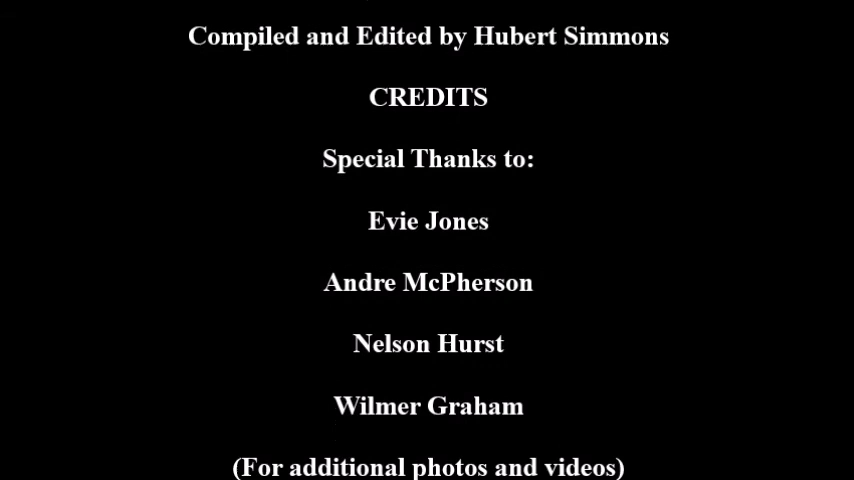 Compiled and Edited by Hubert Simmons
CREDITS
Special Thanks to:
Evie Jones
Andre McPherson
Nelson Hurst
Wilmer Graham
(For additional photos and videos)